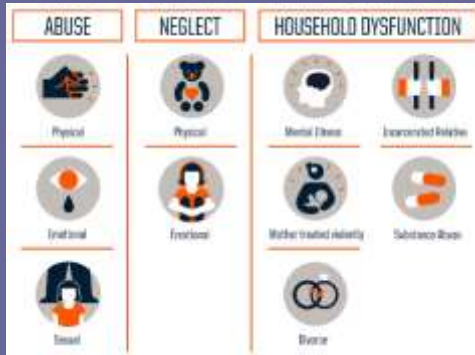 ABUSE
NEGLECT
HOUSEHOLD DYSFUNCTION
Physical
Physical
Mental Illness
Incarcerated Relative
Emotional
Emotional
Mother treated violently
Substance Abuse
Sexual
Divorce